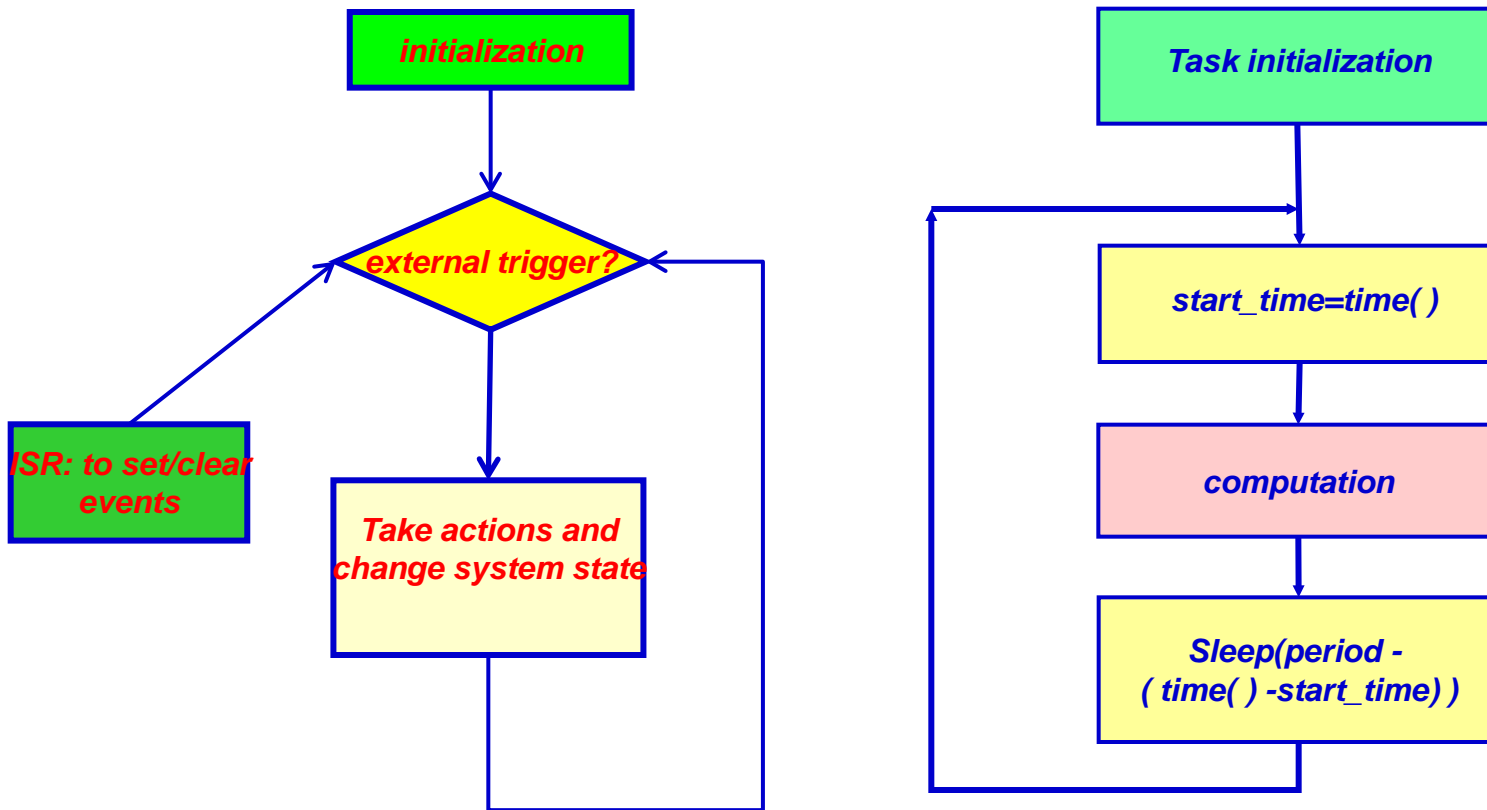 initialization
external trigger?
ISR: to set/clear
events
Take actions and
change system state
Task initialization
start_time=time( )
computation
Sleep(period -
( time( ) -start_time) )